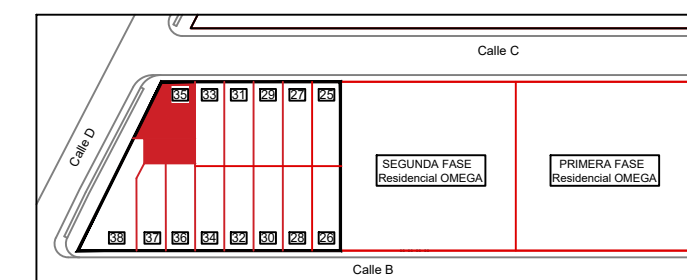 Calle C
35 33 31 29 27 25
Calle D
SEGUNDA FASE
Residencial OMEGA
PRIMERA FASE
Residencial OMEGA
38 37 36 34 32 30 28 26
Calle B